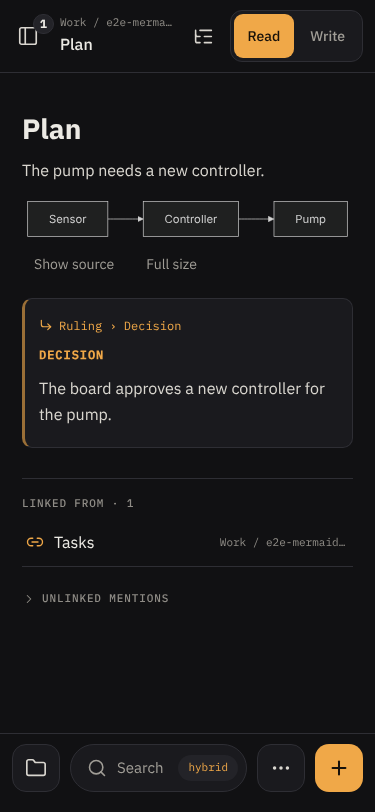 1
Work / e2e-merma…
Plan
Read
Write
Plan
The pump needs a new controller.
Sensor
Controller
Pump
Show source
Full size
Ruling › Decision
DECISION
The board approves a new controller for
the pump.
LINKED FROM · 1
Tasks
Work / e2e-mermaid…
UNLINKED MENTIONS
Search
hybrid